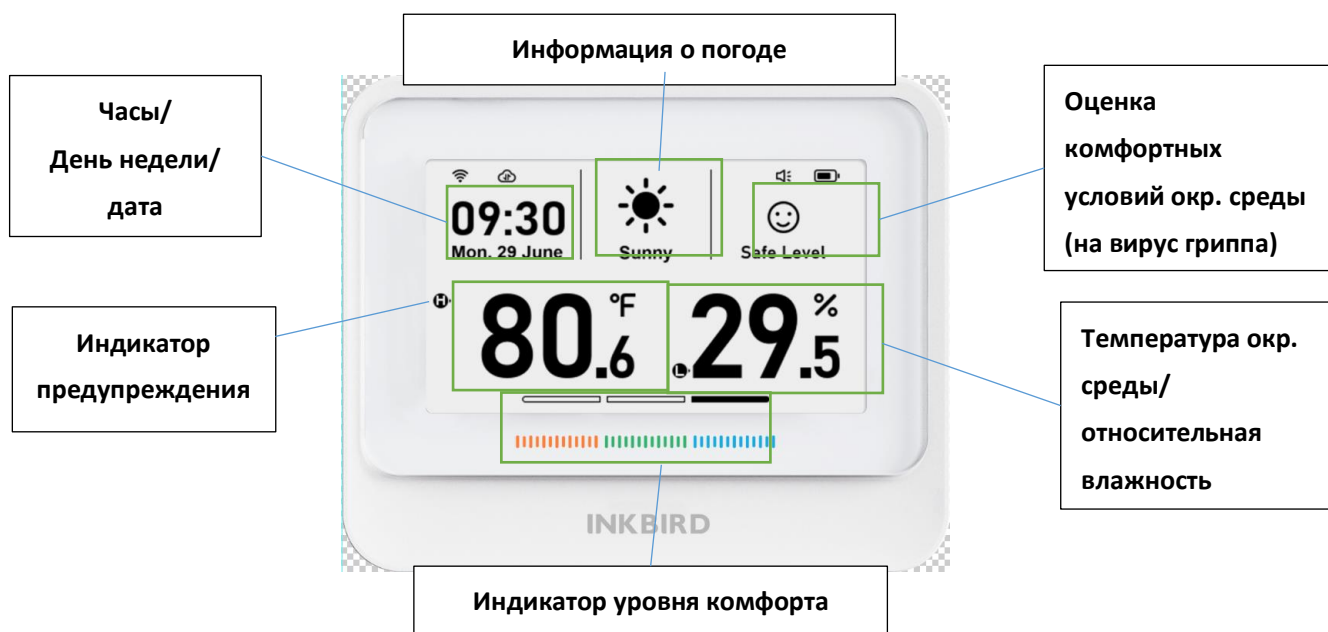 Информация о погоде
Часы/
День недели/
дата
Оценка
комфортных
условий окр. среды
(на вирус гриппа)
09:30
Mon, 29 June
Sunny
Safe Level
Индикатор
предупреждения
H
80.6 °F
L
29.5 %
Температура окр.
среды/
относительная
влажность
INKBIRD
Индикатор уровня комфорта